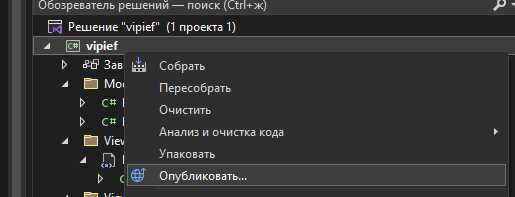 Обозреватель решений — поиск (Ctrl+ж)
Решение "vipief" (1 проекта 1)
vipief
Зав
Собрать
Mod
Пересобрать
C#
Очистить
C#
Анализ и очистка кода
View
Упаковать
Опубликовать...
C#